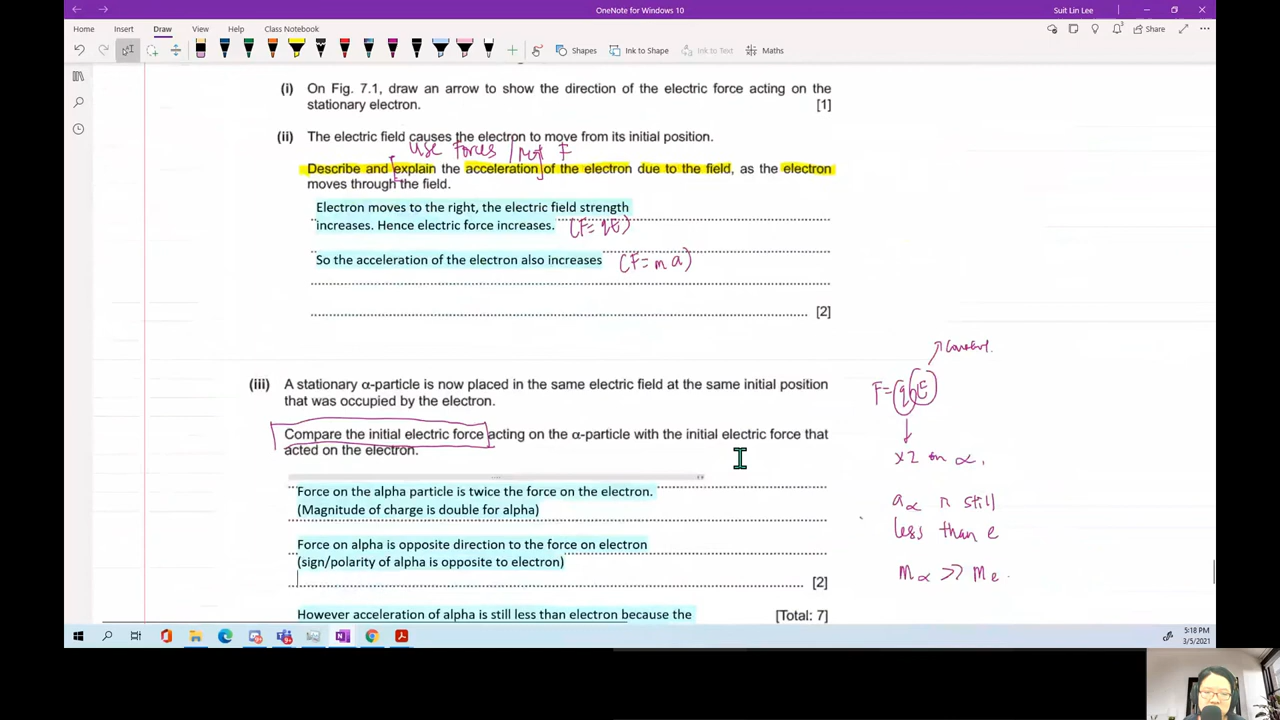 OneNote for Windows 10
Suit Lin Lee
Home Insert Draw View Help Class Notebook
Share
Shapes Ink to Shape Ink to Text Maths
(i) On Fig. 7.1, draw an arrow to show the direction of the electric force acting on the
stationary electron. [1]
(ii) The electric field causes the electron to move from its initial position.
use forces / not F
Describe and explain the acceleration of the electron due to the field, as the electron
moves through the field.
Electron moves to the right, the electric field strength
increases. Hence electric force increases. (F=qE)
So the acceleration of the electron also increases (F=ma)
[2]
constant.
(iii) A stationary α-particle is now placed in the same electric field at the same initial position
that was occupied by the electron.
F=qE
Compare the initial electric force acting on the α-particle with the initial electric force that
acted on the electron.
x2 on α.
Force on the alpha particle is twice the force on the electron.
(Magnitude of charge is double for alpha)
aα is still
less than e
Force on alpha is opposite direction to the force on electron
(sign/polarity of alpha is opposite to electron)
mα >> me.
[2]
However acceleration of alpha is still less than electron because the [Total: 7]
5:18 PM
3/5/2021